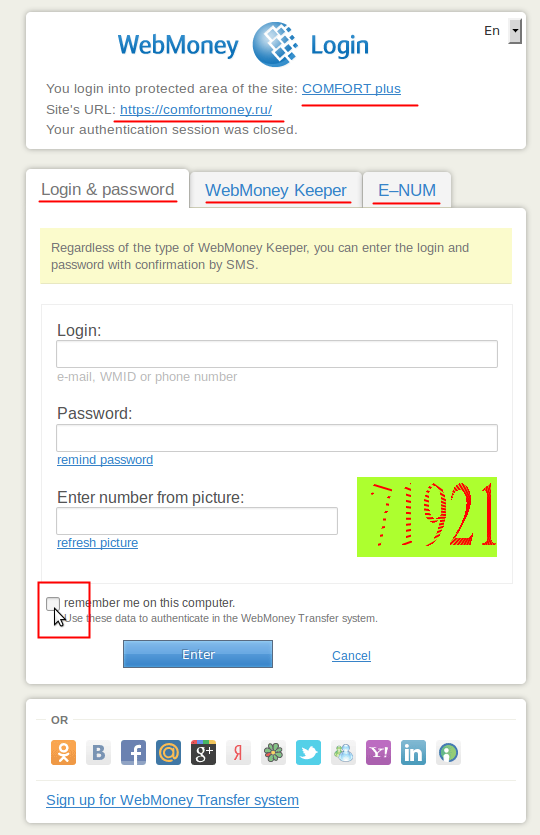 WebMoney Login
En
You login into protected area of the site: COMFORT plus
Site's URL: https://comfortmoney.ru/
Your authentication session was closed.
Login & password
WebMoney Keeper
E–NUM
Regardless of the type of WebMoney Keeper, you can enter the login and
password with confirmation by SMS.
Login:
e-mail, WMID or phone number
Password:
remind password
Enter number from picture:
71921
refresh picture
remember me on this computer.
Use these data to authenticate in the WebMoney Transfer system.
Enter
Cancel
OR
B f @ g+ Я Y! in
Sign up for WebMoney Transfer system